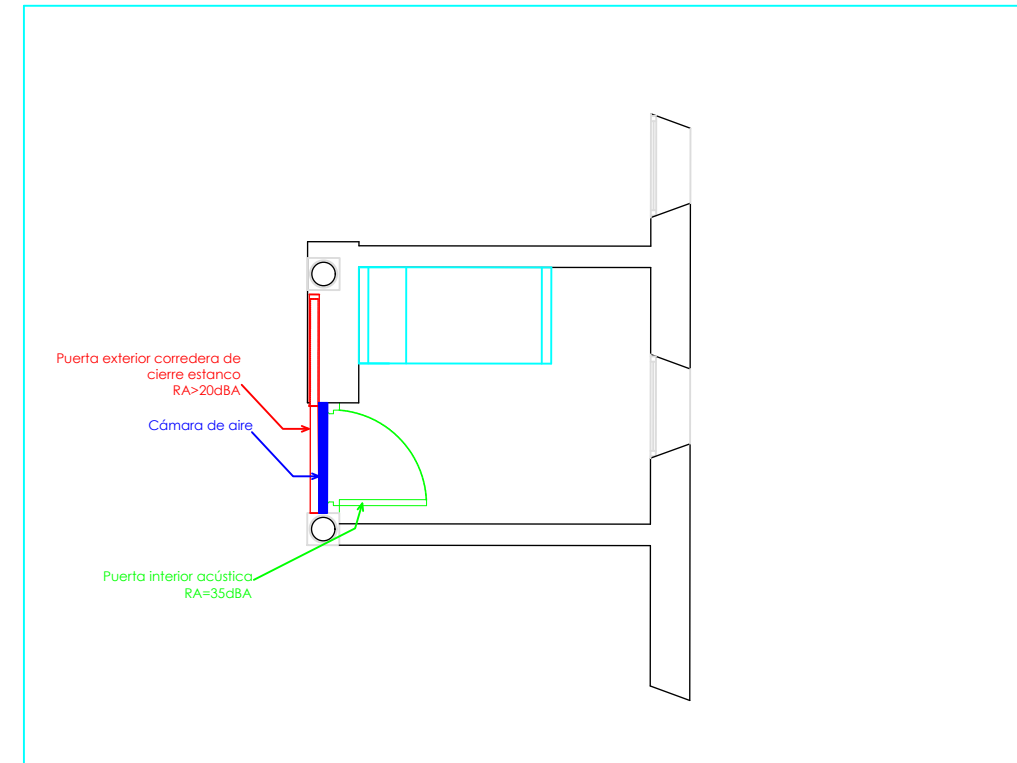 Puerta exterior corredera de
cierre estanco
RA>20dBA
Cámara de aire
Puerta interior acústica
RA=35dBA